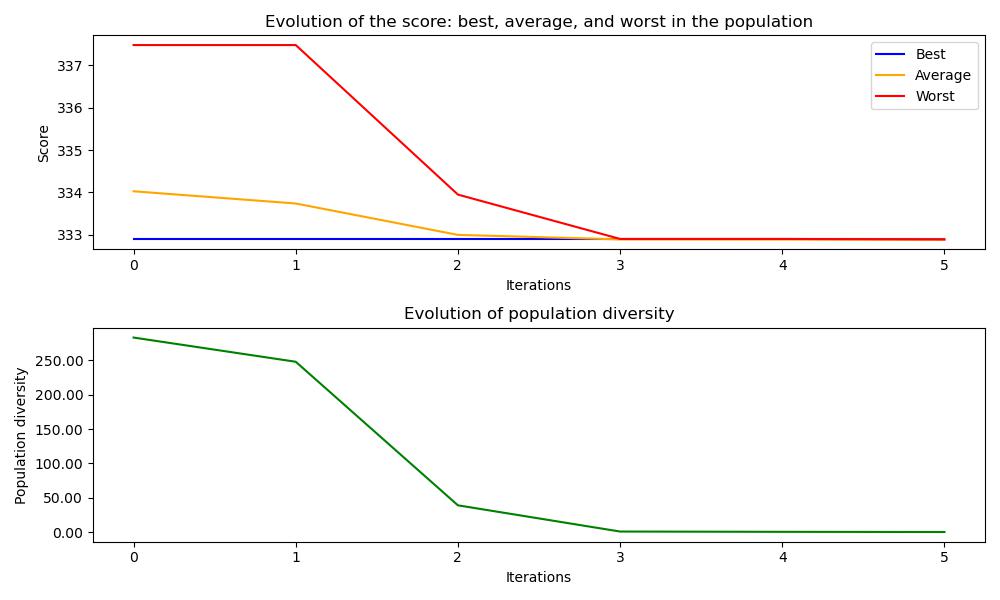 Evolution of the score: best, average, and worst in the population
Score
337
336
335
334
333
Best
Average
Worst
0 1 2 3 4 5
Iterations
Evolution of population diversity
Population diversity
250.00
200.00
150.00
100.00
50.00
0.00
0 1 2 3 4 5
Iterations